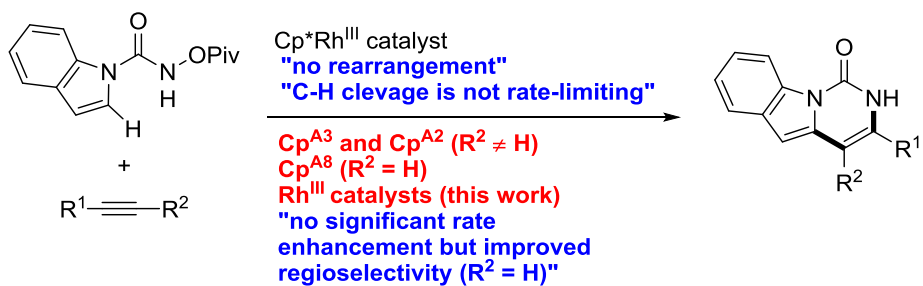 O
N
N
H
OPiv
H
+
R1
R2
Cp*RhIII catalyst
"no rearrangement"
"C-H clevage is not rate-limiting"
CpA3 and CpA2 (R2 ≠ H)
CpA8 (R2 = H)
RhIII catalysts (this work)
"no significant rate
enhancement but improved
regioselectivity (R2 = H)"
O
N
NH
R1
R2